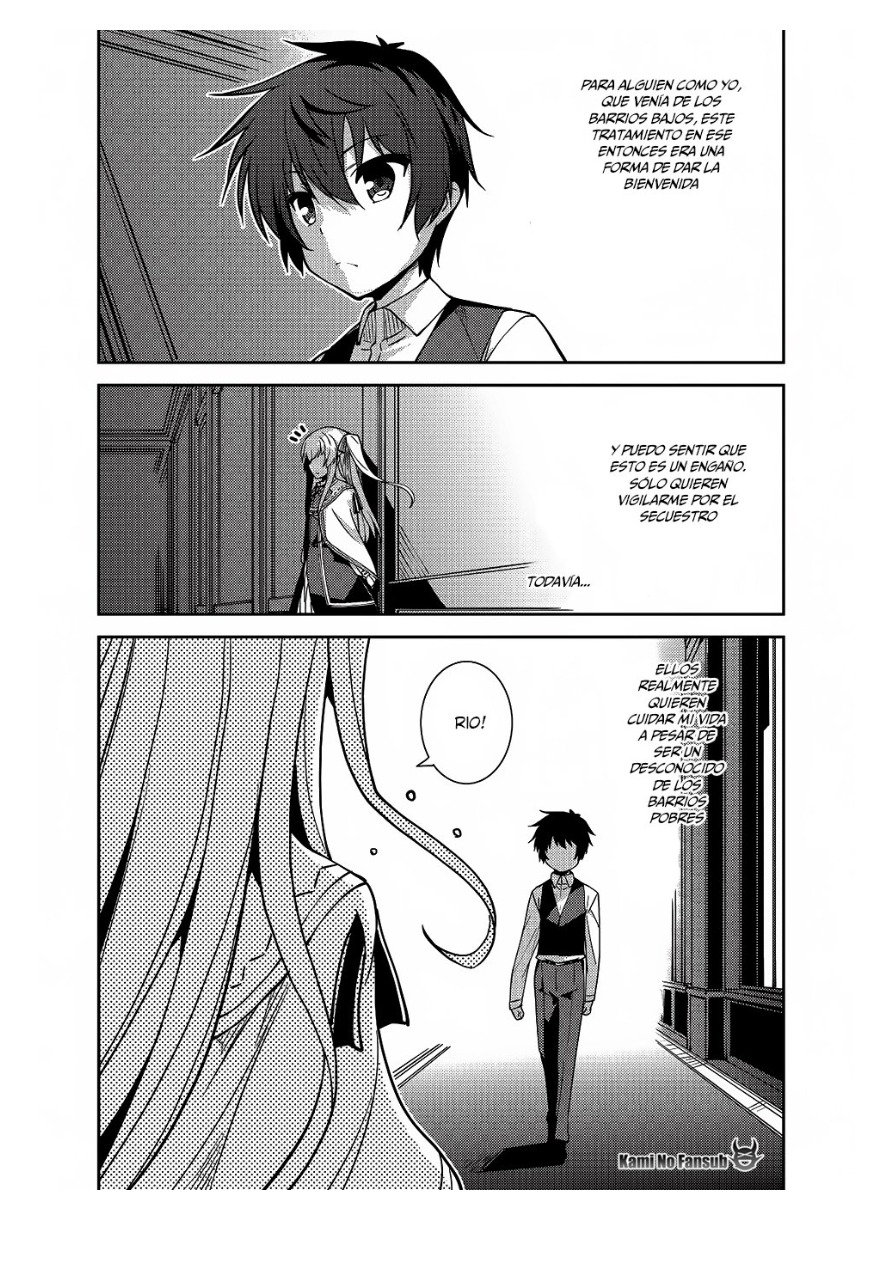 PARA ALGUIEN COMO YO,
QUE VENÍA DE LOS
BARRIOS BAJOS, ESTE
TRATAMIENTO EN ESE
ENTONCES ERA UNA
FORMA DE DAR LA
BIENVENIDA
Y PUEDO SENTIR QUE
ESTO ES UN ENGAÑO.
SÓLO QUIEREN
VIGILARME POR EL
SECUESTRO
TODAVÍA...
ELLOS
REALMENTE
QUIEREN
CUIDAR MI VIDA
A PESAR DE
SER UN
DESCONOCIDO
DE LOS
BARRIOS
POBRES
RIO!
Kami No Fansub